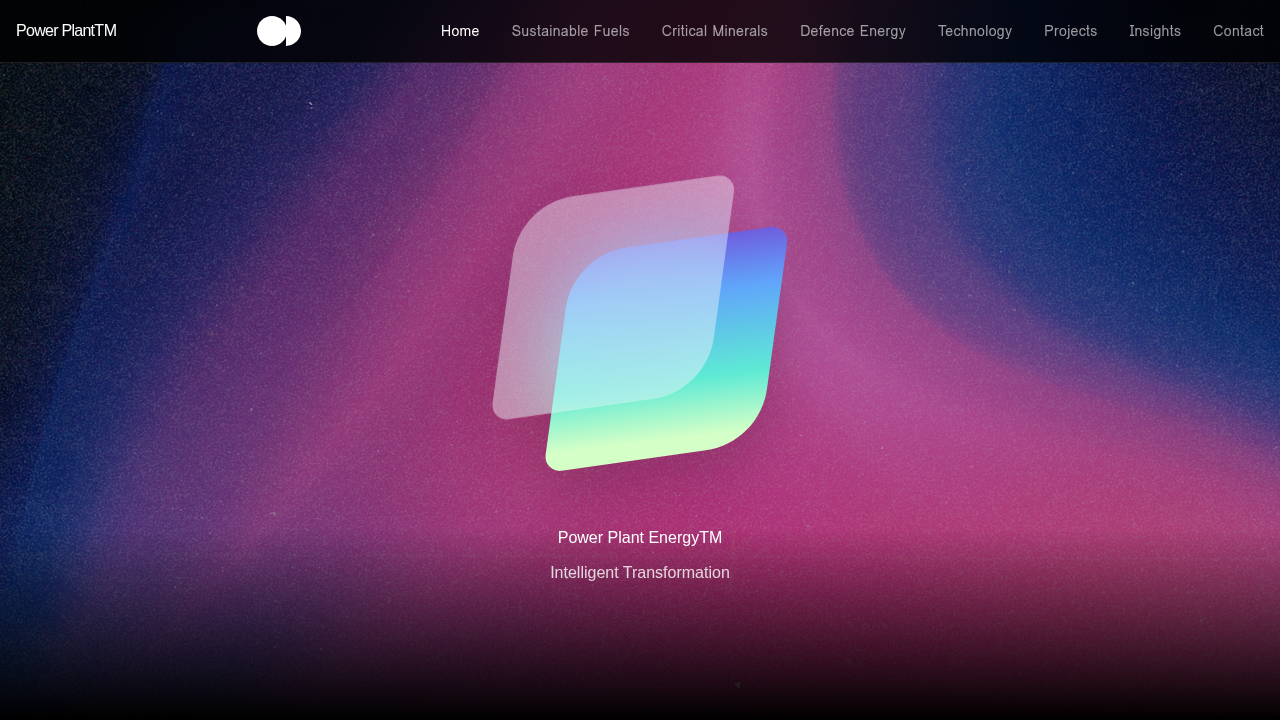 Power PlantTM
Home Sustainable Fuels Critical Minerals Defence Energy Technology Projects Insights Contact
Power Plant EnergyTM
Intelligent Transformation